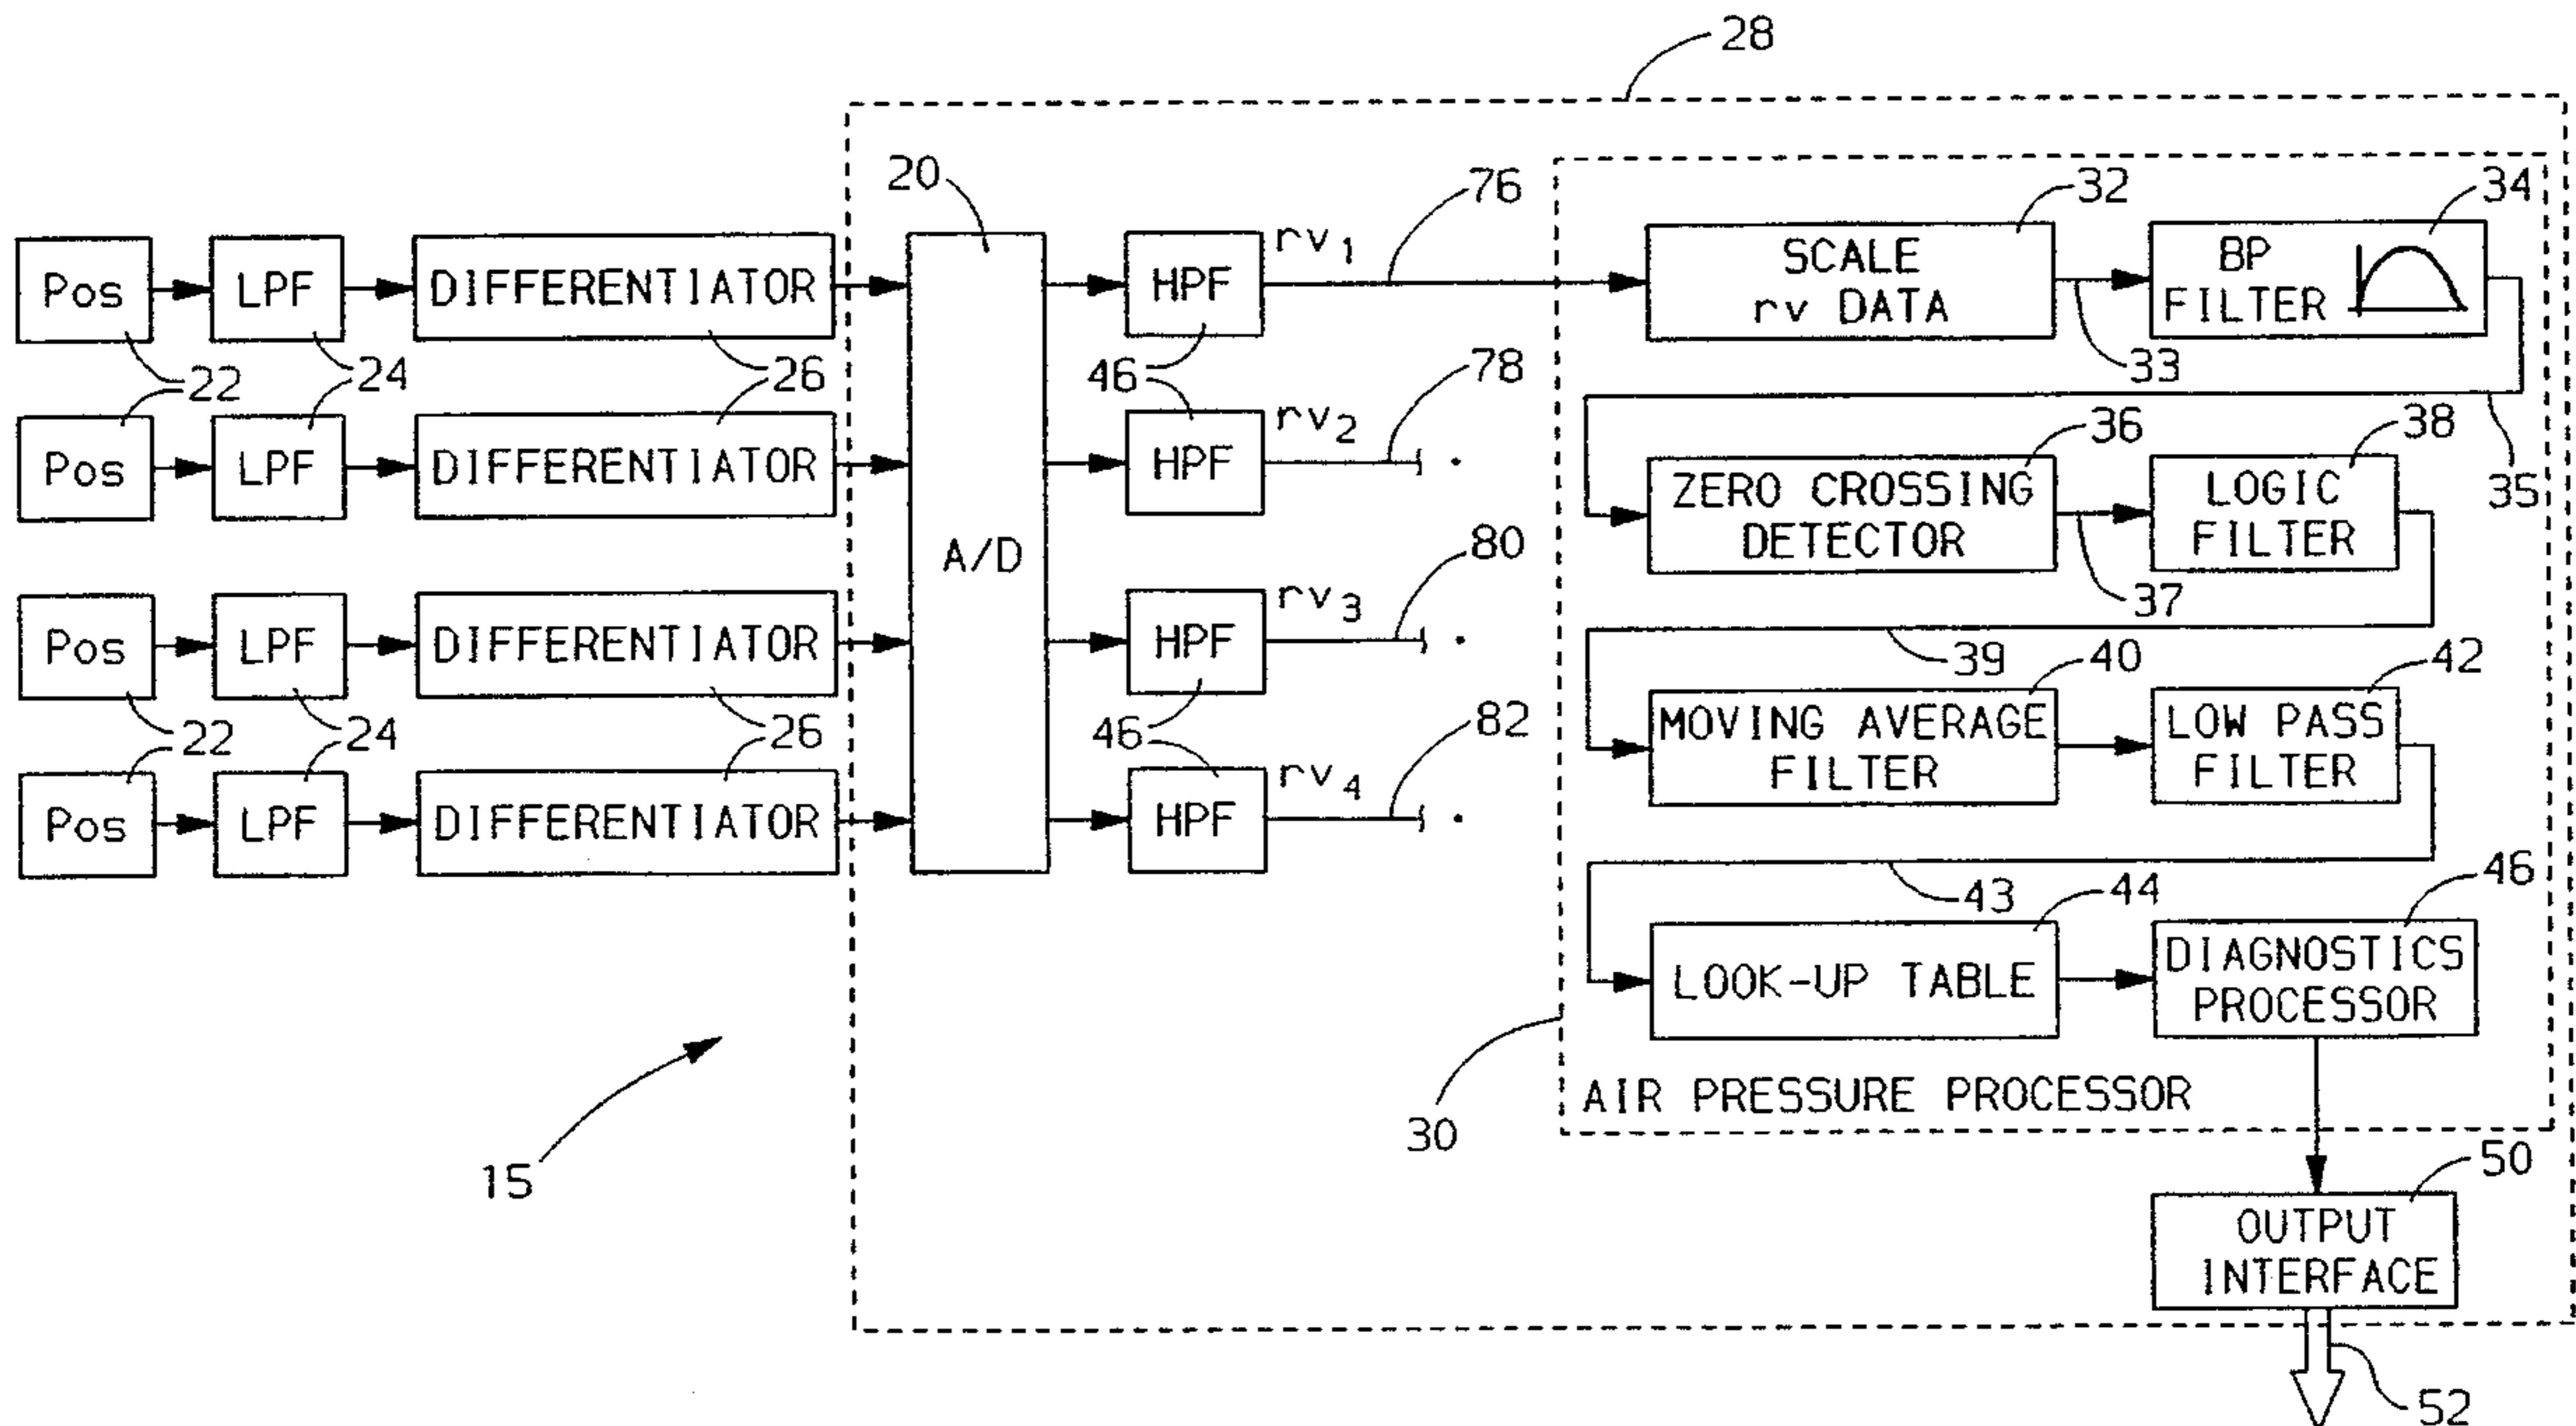 28
20
76
32
34
Pos
LPF
DIFFERENTIATOR
HPF
rv1
SCALE
rv DATA
BP
FILTER
22
24
26
46
78
33
35
Pos
LPF
DIFFERENTIATOR
HPF
rv2
36
38
ZERO CROSSING
DETECTOR
LOGIC
FILTER
A/D
80
37
Pos
LPF
DIFFERENTIATOR
HPF
rv3
39
40
42
22
24
26
46
82
MOVING AVERAGE
FILTER
LOW PASS
FILTER
Pos
LPF
DIFFERENTIATOR
HPF
rv4
43
44
46
LOOK-UP TABLE
DIAGNOSTICS
PROCESSOR
AIR PRESSURE PROCESSOR
30
15
50
OUTPUT
INTERFACE
52